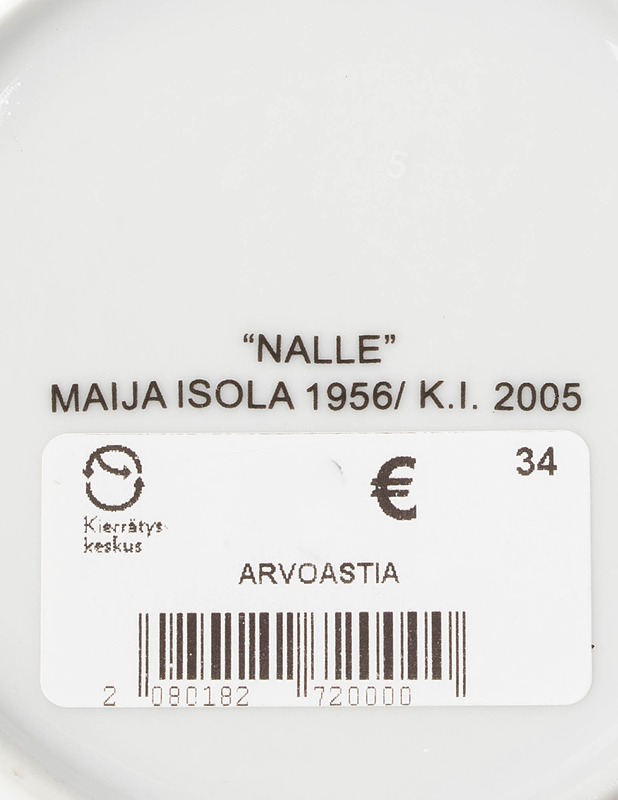 “NALLE”
MAIJA ISOLA 1956/ K.I. 2005
€
34
Kierrätys
keskus
ARVOASTIA
2 080182 720000